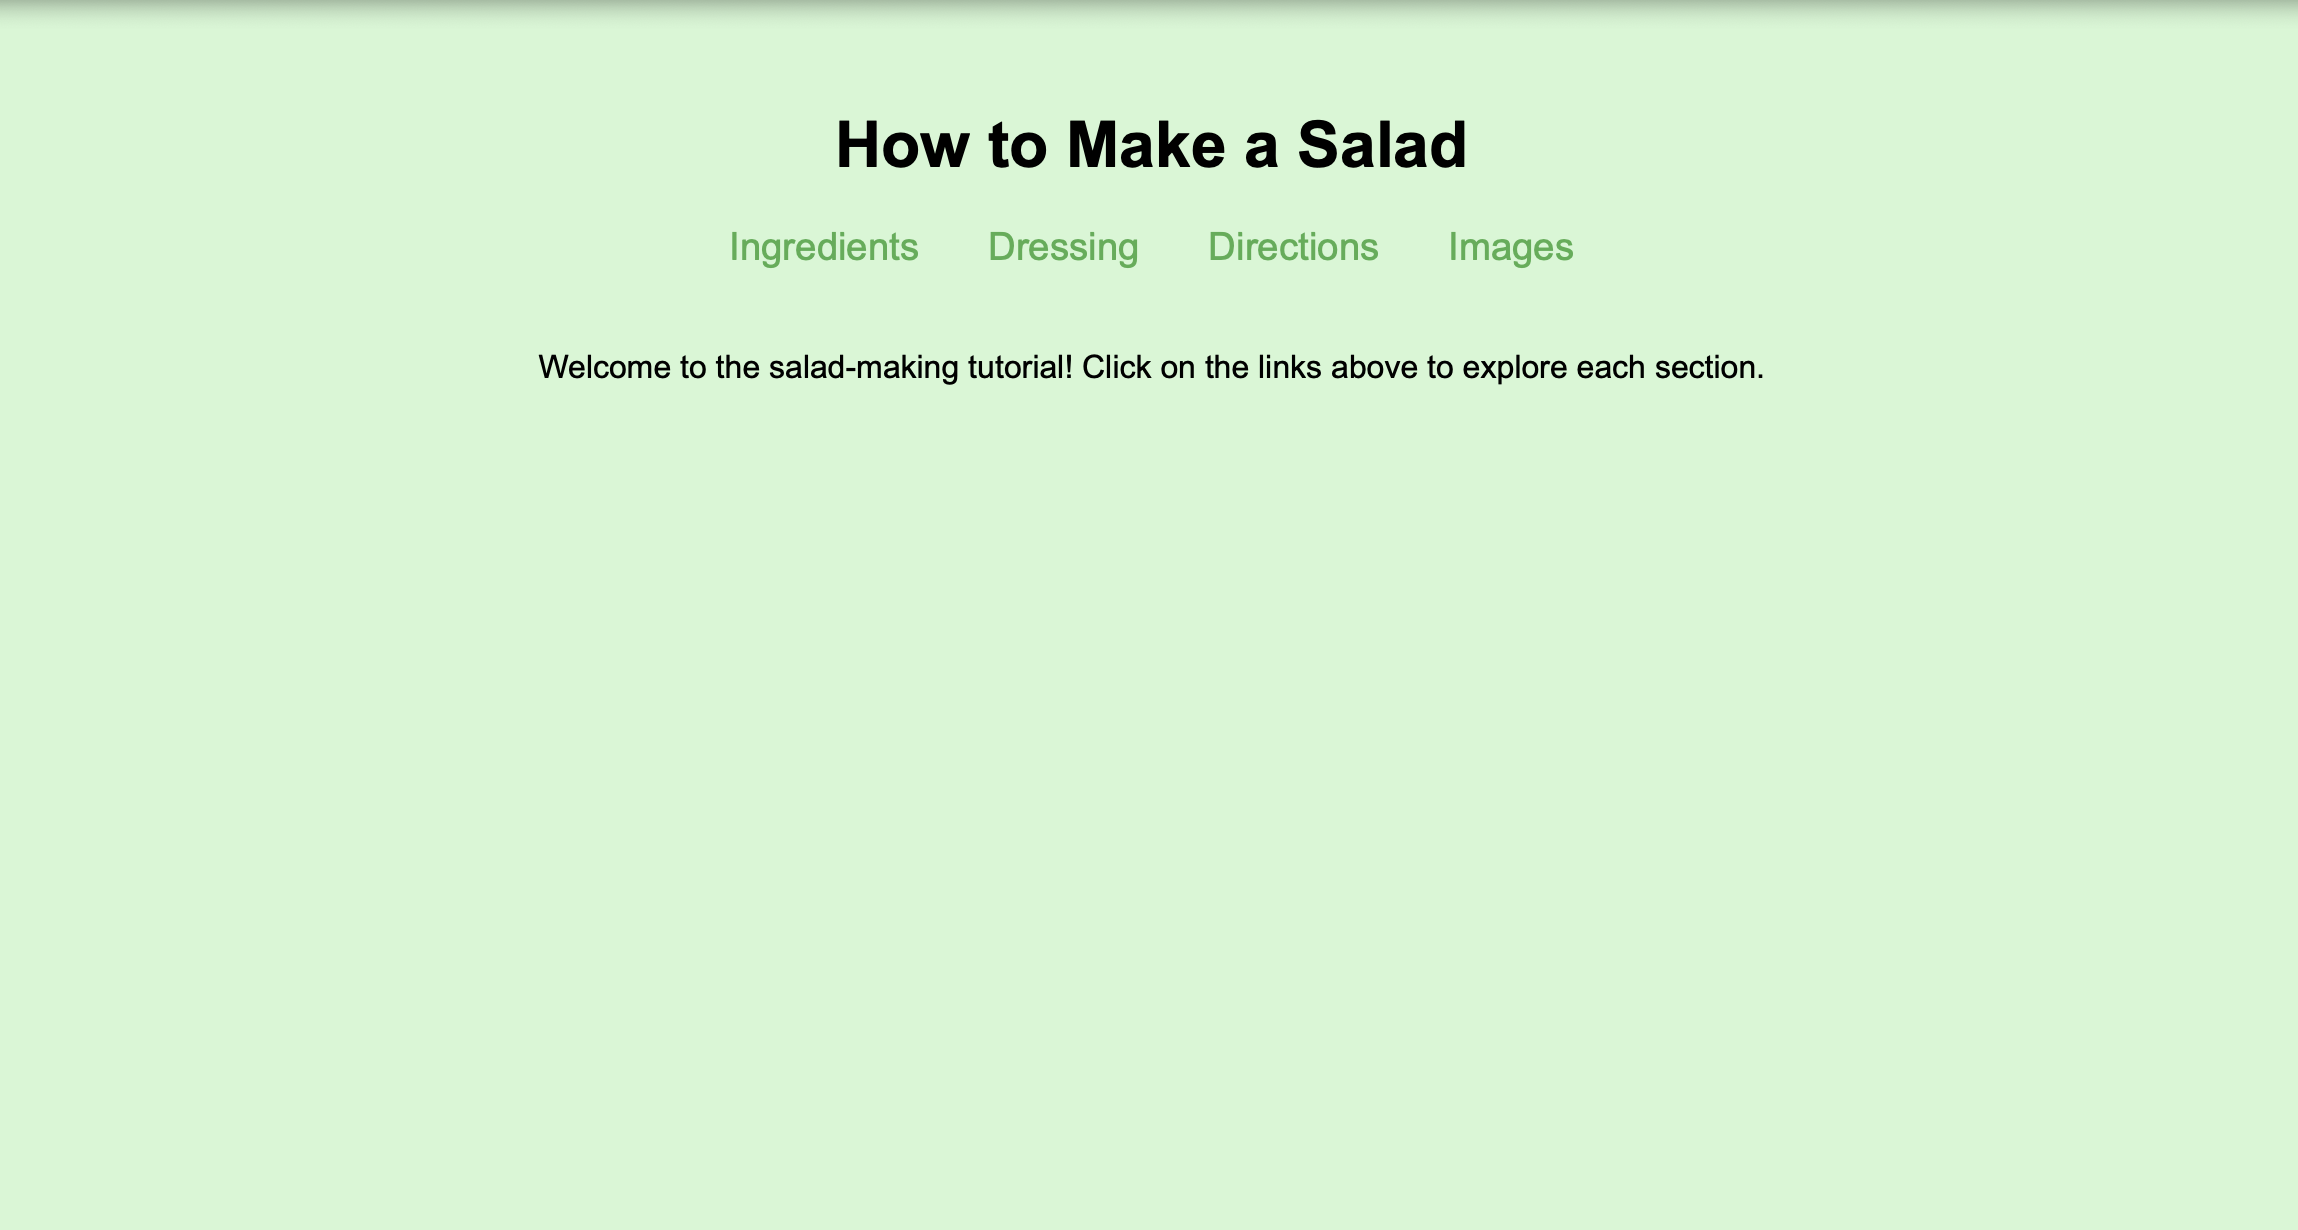 How to Make a Salad
Ingredients Dressing Directions Images
Welcome to the salad-making tutorial! Click on the links above to explore each section.